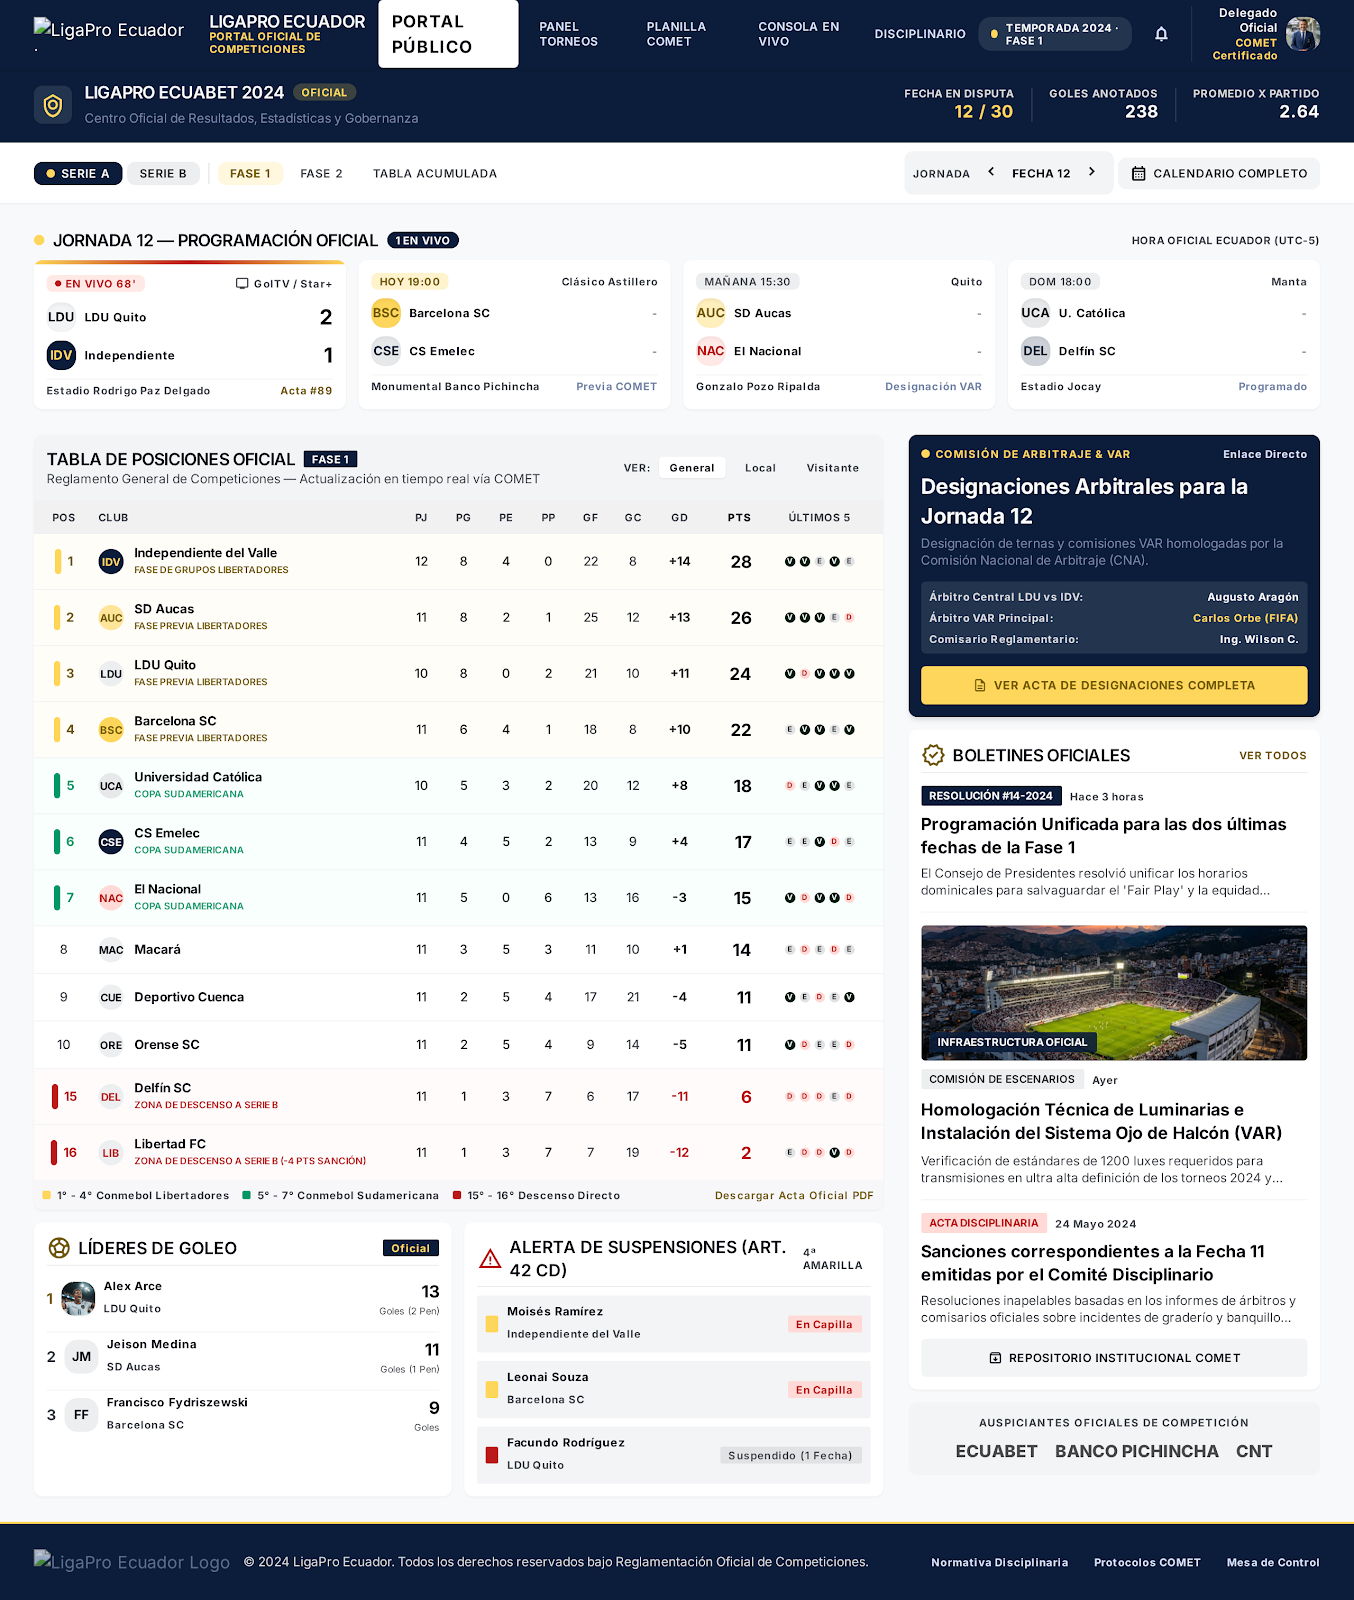 LigaPro Ecuador
.
LIGAPRO ECUADOR
PORTAL OFICIAL DE
COMPETICIONES
PORTAL
PÚBLICO
PANEL
TORNEOS
PLANILLA
COMET
CONSOLA EN
VIVO
DISCIPLINARIO
TEMPORADA 2024 ·
FASE 1
Delegado
Oficial
COMET
Certificado
LIGAPRO ECUABET 2024 OFICIAL
Centro Oficial de Resultados, Estadísticas y Gobernanza
FECHA EN DISPUTA
12 / 30
GOLES ANOTADOS
238
PROMEDIO X PARTIDO
2.64
SERIE A SERIE B FASE 1 FASE 2 TABLA ACUMULADA
JORNADA FECHA 12 CALENDARIO COMPLETO
JORNADA 12 — PROGRAMACIÓN OFICIAL 1 EN VIVO
HORA OFICIAL ECUADOR (UTC-5)
EN VIVO 68' GolTV / Star+
LDU LDU Quito 2
IDV Independiente 1
Estadio Rodrigo Paz Delgado Acta #89
HOY 19:00 Clásico Astillero
BSC Barcelona SC -
CSE CS Emelec -
Monumental Banco Pichincha Previa COMET
MAÑANA 15:30 Quito
AUC SD Aucas -
NAC El Nacional -
Gonzalo Pozo Ripalda Designación VAR
DOM 18:00 Manta
UCA U. Católica -
DEL Delfín SC -
Estadio Jocay Programado
TABLA DE POSICIONES OFICIAL FASE 1
Reglamento General de Competiciones — Actualización en tiempo real vía COMET
VER: General Local Visitante
POS CLUB PJ PG PE PP GF GC GD PTS ÚLTIMOS 5
1 IDV Independiente del Valle 12 8 4 0 22 8 +14 28 V V E V E
FASE DE GRUPOS LIBERTADORES
2 AUC SD Aucas 11 8 2 1 25 12 +13 26 V V V E D
FASE PREVIA LIBERTADORES
3 LDU LDU Quito 10 8 0 2 21 10 +11 24 V D V V V
FASE PREVIA LIBERTADORES
4 BSC Barcelona SC 11 6 4 1 18 8 +10 22 E V V E V
FASE PREVIA LIBERTADORES
5 UCA Universidad Católica 10 5 3 2 20 12 +8 18 D E V V E
COPA SUDAMERICANA
6 CSE CS Emelec 11 4 5 2 13 9 +4 17 E E V D E
COPA SUDAMERICANA
7 NAC El Nacional 11 5 0 6 13 16 -3 15 V D V V D
COPA SUDAMERICANA
8 MAC Macará 11 3 5 3 11 10 +1 14 E D E D E
9 CUE Deportivo Cuenca 11 2 5 4 17 21 -4 11 V E D E V
10 ORE Orense SC 11 2 5 4 9 14 -5 11 V D E E D
15 DEL Delfín SC 11 1 3 7 6 17 -11 6 D D D E D
ZONA DE DESCENSO A SERIE B
16 LIB Libertad FC 11 1 3 7 7 19 -12 2 E D D V D
ZONA DE DESCENSO A SERIE B (-4 PTS SANCIÓN)
1° - 4° Conmebol Libertadores 5° - 7° Conmebol Sudamericana 15° - 16° Descenso Directo Descargar Acta Oficial PDF
LÍDERES DE GOLEO Oficial
1 Alex Arce 13
LDU Quito Goles (2 Pen)
2 JM Jeison Medina 11
SD Aucas Goles (1 Pen)
3 FF Francisco Fydriszewski 9
Barcelona SC Goles
ALERTA DE SUSPENSIONES (ART.
42 CD)
4ª
AMARILLA
Moisés Ramírez
Independiente del Valle
En Capilla
Leonai Souza
Barcelona SC
En Capilla
Facundo Rodríguez
LDU Quito
Suspendido (1 Fecha)
COMISIÓN DE ARBITRAJE & VAR Enlace Directo
Designaciones Arbitrales para la
Jornada 12
Designación de ternas y comisiones VAR homologadas por la
Comisión Nacional de Arbitraje (CNA).
Árbitro Central LDU vs IDV: Augusto Aragón
Árbitro VAR Principal: Carlos Orbe (FIFA)
Comisario Reglamentario: Ing. Wilson C.
VER ACTA DE DESIGNACIONES COMPLETA
BOLETINES OFICIALES VER TODOS
RESOLUCIÓN #14-2024 Hace 3 horas
Programación Unificada para las dos últimas
fechas de la Fase 1
El Consejo de Presidentes resolvió unificar los horarios
dominicales para salvaguardar el 'Fair Play' y la equidad...
INFRAESTRUCTURA OFICIAL
COMISIÓN DE ESCENARIOS Ayer
Homologación Técnica de Luminarias e
Instalación del Sistema Ojo de Halcón (VAR)
Verificación de estándares de 1200 luxes requeridos para
transmisiones en ultra alta definición de los torneos 2024 y...
ACTA DISCIPLINARIA 24 Mayo 2024
Sanciones correspondientes a la Fecha 11
emitidas por el Comité Disciplinario
Resoluciones inapelables basadas en los informes de árbitros y
comisarios oficiales sobre incidentes de graderío y banquillo...
REPOSITORIO INSTITUCIONAL COMET
AUSPICIANTES OFICIALES DE COMPETICIÓN
ECUABET BANCO PICHINCHA CNT
LigaPro Ecuador Logo
© 2024 LigaPro Ecuador. Todos los derechos reservados bajo Reglamentación Oficial de Competiciones.
Normativa Disciplinaria Protocolos COMET Mesa de Control